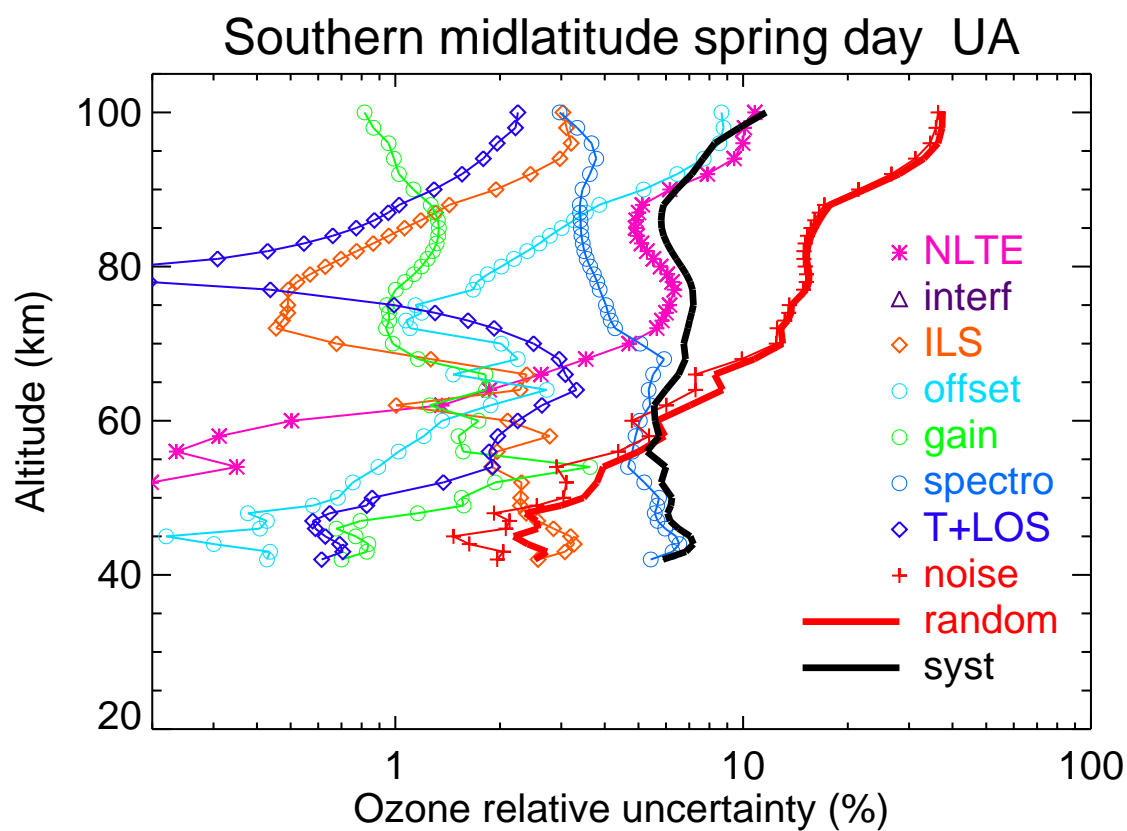 Southern midlatitude spring day UA
100
80
60
40
20
Altitude (km)
NLTE
interf
ILS
offset
gain
spectro
T+LOS
noise
random
syst
1
10
100
Ozone relative uncertainty (%)